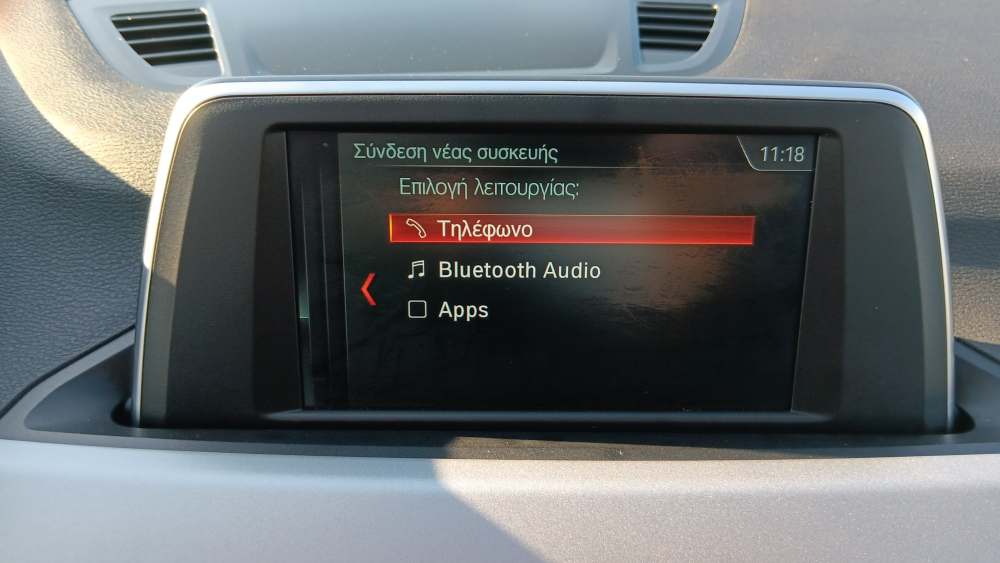 Σύνδεση νέας συσκευής
11:18
Επιλογή λειτουργίας;
Τηλέφωνο
Bluetooth Audio
Apps